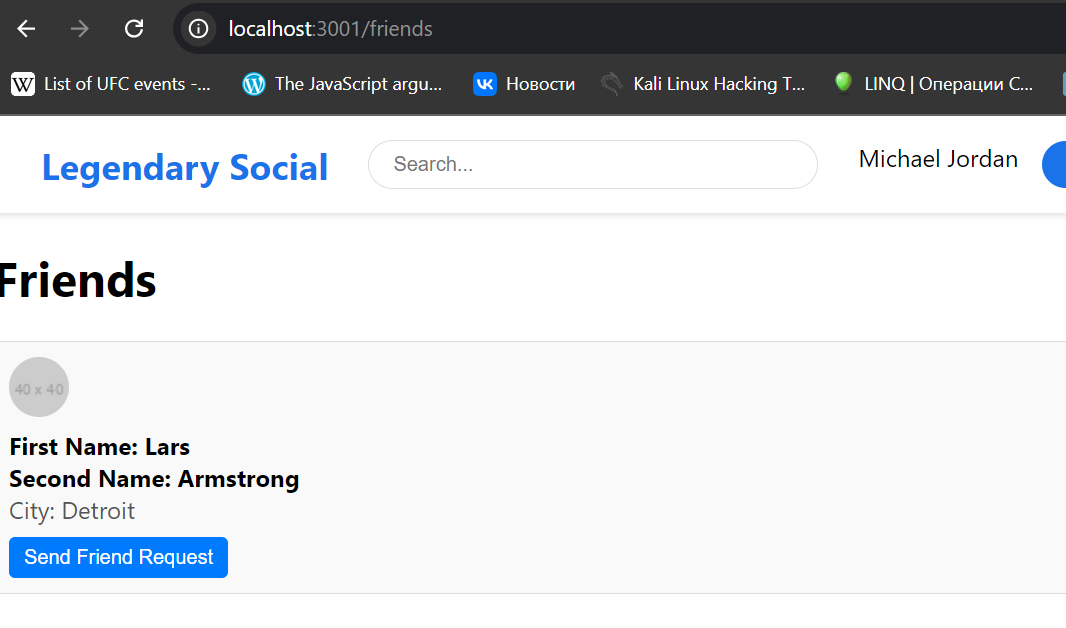 localhost:3001/friends
List of UFC events -...
The JavaScript argu...
Новости
Kali Linux Hacking T...
LINQ | Операции С...
Legendary Social
Search...
Michael Jordan
Friends
40 x 40
First Name: Lars
Second Name: Armstrong
City: Detroit
Send Friend Request